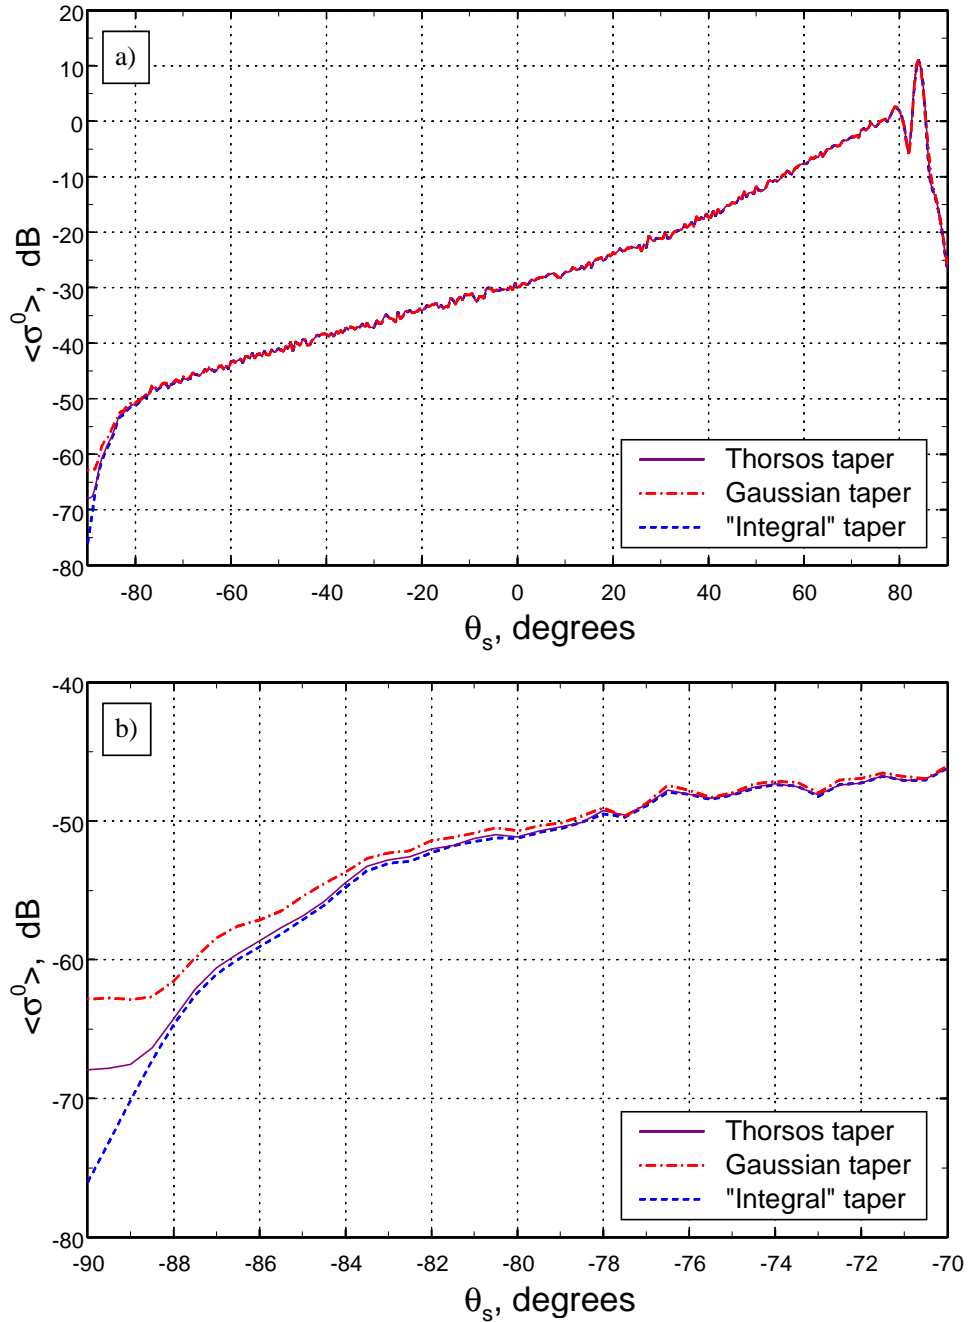 20
10
0
-10
-20
-30
-40
-50
-60
-70
-80
a)
<σ⁰>, dB
Thorsos taper
Gaussian taper
"Integral" taper
-80 -60 -40 -20 0 20 40 60 80
θs, degrees
-40
-50
-60
-70
-80
b)
<σ⁰>, dB
Thorsos taper
Gaussian taper
"Integral" taper
-90 -88 -86 -84 -82 -80 -78 -76 -74 -72 -70
θs, degrees